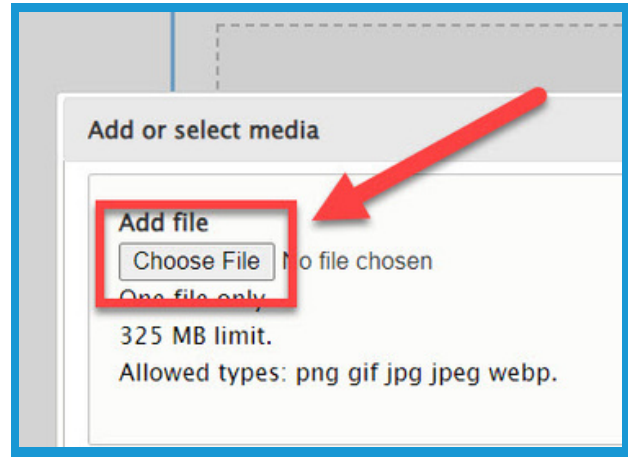 Add or select media
Add file
Choose File No file chosen
One file only.
325 MB limit.
Allowed types: png gif jpg jpeg webp.